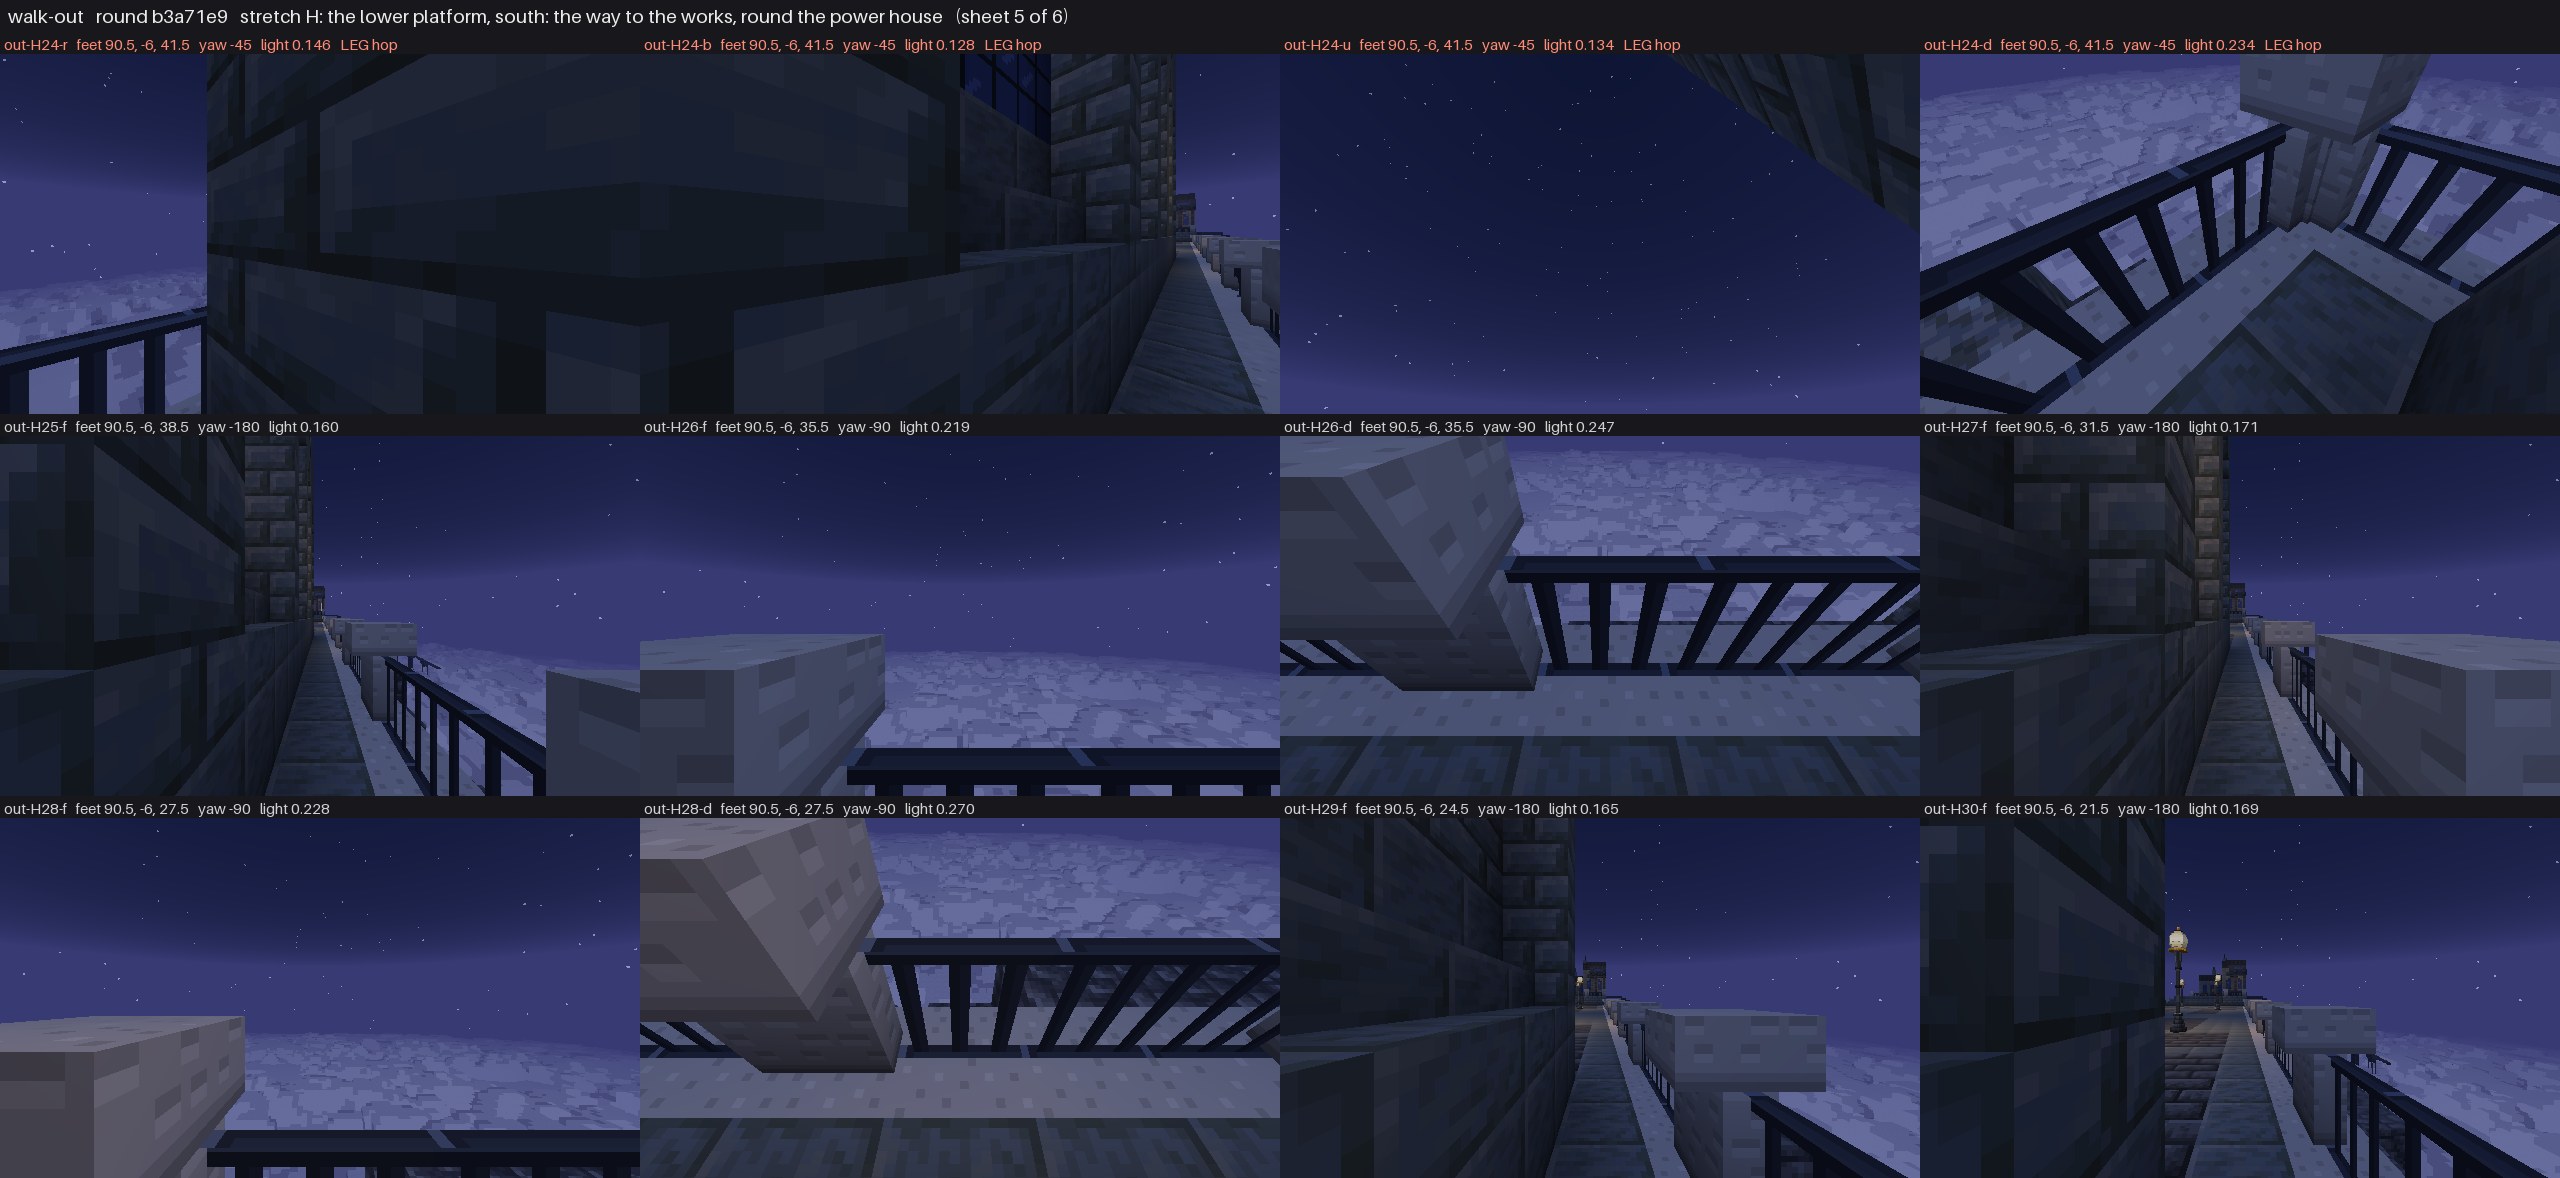 walk-out round b3a71e9 stretch H: the lower platform, south: the way to the works, round the power house (sheet 5 of 6)
out-H24-r feet 90.5, -6, 41.5 yaw -45 light 0.146 LEG hop
out-H24-b feet 90.5, -6, 41.5 yaw -45 light 0.128 LEG hop
out-H24-u feet 90.5, -6, 41.5 yaw -45 light 0.134 LEG hop
out-H24-d feet 90.5, -6, 41.5 yaw -45 light 0.234 LEG hop
out-H25-f feet 90.5, -6, 38.5 yaw -180 light 0.160
out-H26-f feet 90.5, -6, 35.5 yaw -90 light 0.219
out-H26-d feet 90.5, -6, 35.5 yaw -90 light 0.247
out-H27-f feet 90.5, -6, 31.5 yaw -180 light 0.171
out-H28-f feet 90.5, -6, 27.5 yaw -90 light 0.228
out-H28-d feet 90.5, -6, 27.5 yaw -90 light 0.270
out-H29-f feet 90.5, -6, 24.5 yaw -180 light 0.165
out-H30-f feet 90.5, -6, 21.5 yaw -180 light 0.169